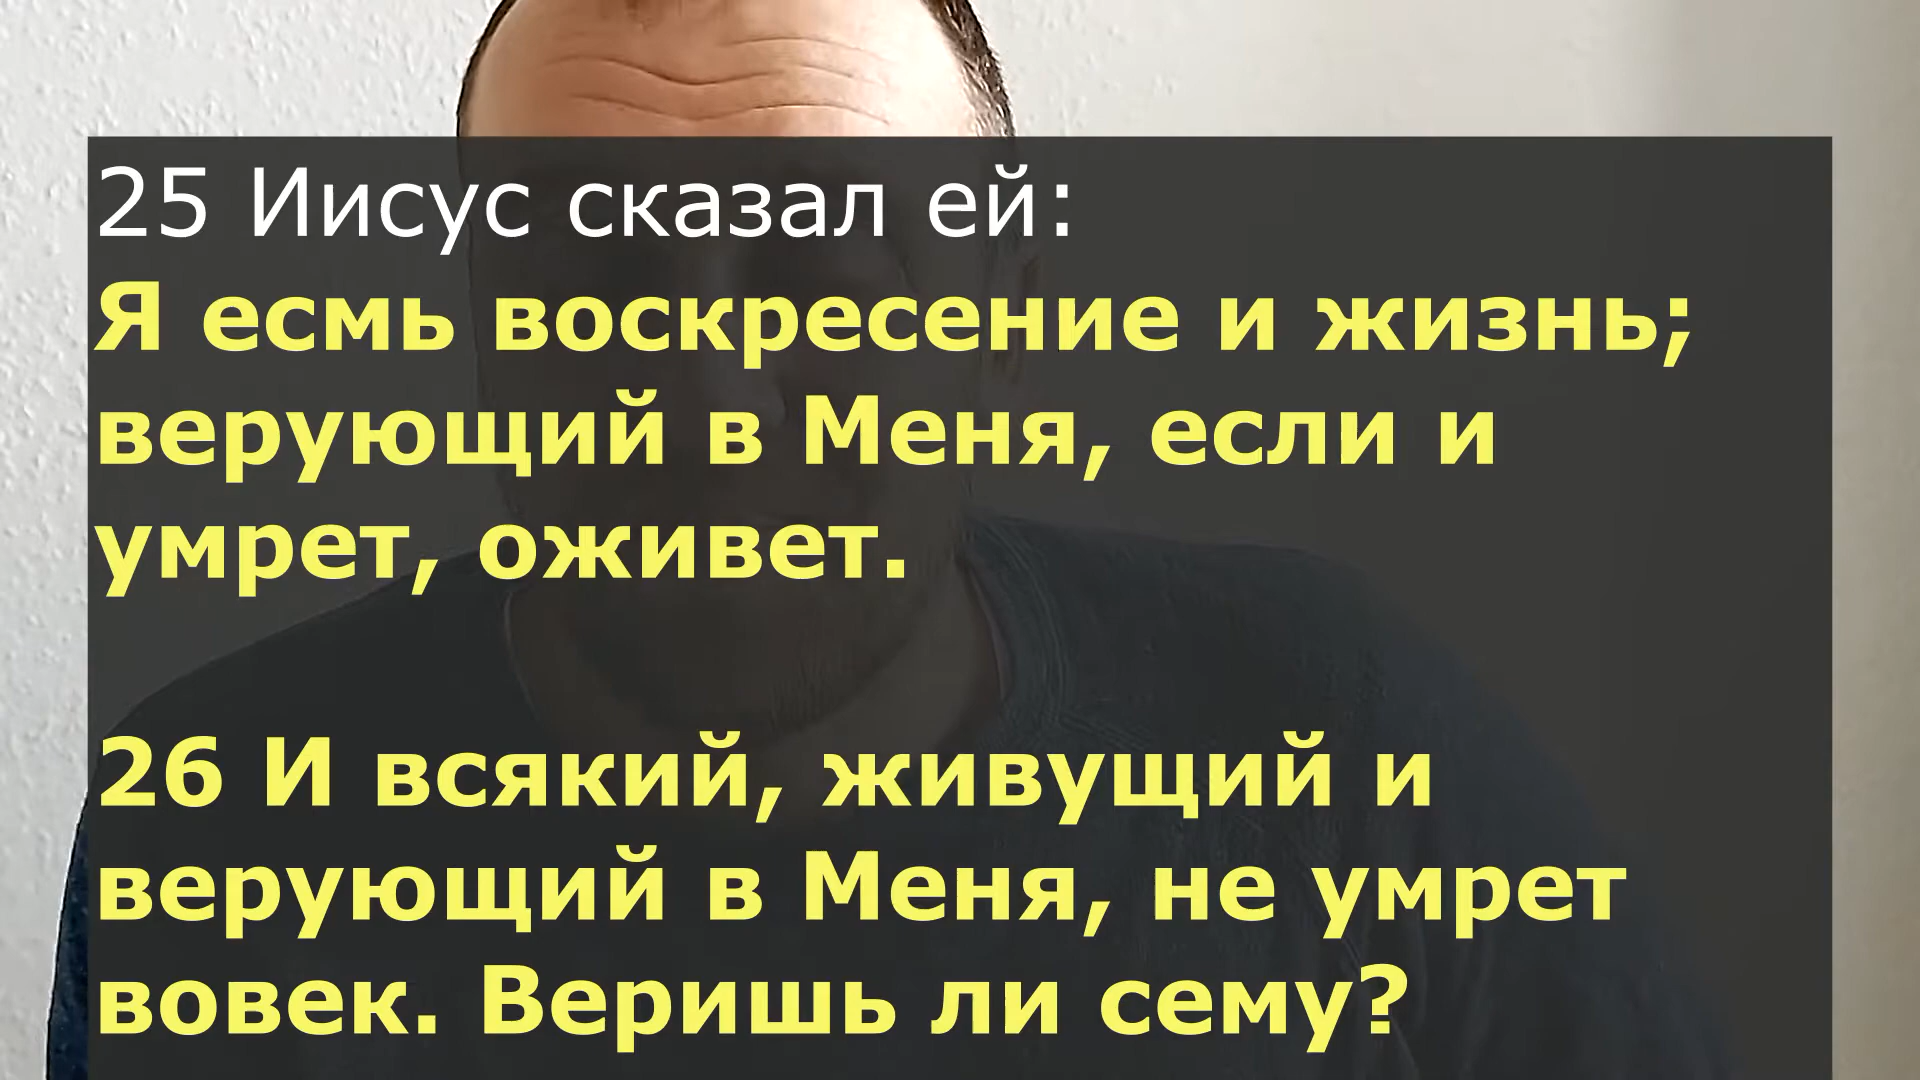 25 Иисус сказал ей:
Я есмь воскресение и жизнь;
верующий в Меня, если и
умрет, оживет.
26 И всякий, живущий и
верующий в Меня, не умрет
вовек. Веришь ли сему?